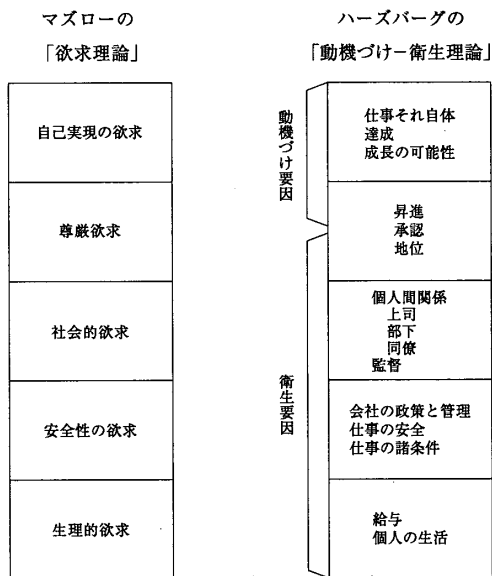 マズローの
「欲求理論」
自己実現の欲求
尊厳欲求
社会的欲求
安全性の欲求
生理的欲求
ハーズバーグの
「動機づけ−衛生理論」
動機づけ要因
仕事それ自体
達成
成長の可能性
昇進
承認
地位
衛生要因
個人間関係
上司
部下
同僚
監督
会社の政策と管理
仕事の安全
仕事の諸条件
給与
個人の生活